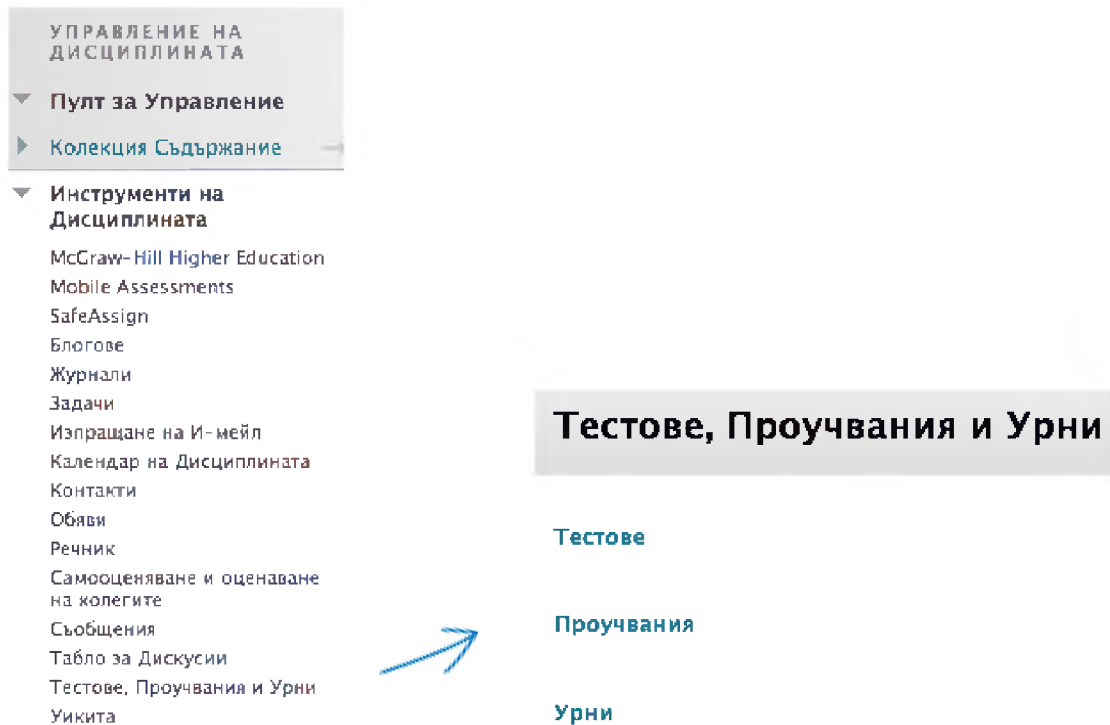 УПРАВЛЕНИЕ НА
ДИСЦИПЛИНАТА
Пулт за Управление
Колекция Съдържание
Инструменти на
Дисциплината
McGraw-Hill Higher Education
Mobile Assessments
SafeAssign
Блогове
Журнали
Задачи
Изпращане на И-мейл
Календар на Дисциплината
Контакти
Обяви
Речник
Самооценяване и оценаване
на колегите
Съобщения
Табло за Дискусии
Тестове, Проучвания и Урни
Уикита
Тестове, Проучвания и Урни
Тестове
Проучвания
Урни